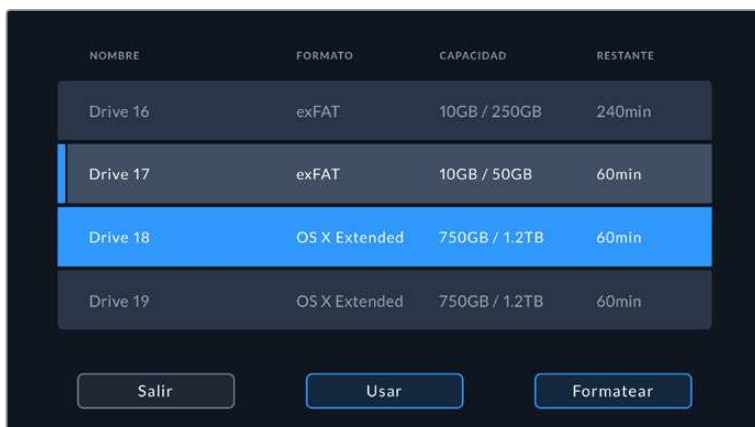 NOMBRE FORMATO CAPACIDAD RESTANTE
Drive 16 exFAT 10GB / 250GB 240min
Drive 17 exFAT 10GB / 50GB 60min
Drive 18 OS X Extended 750GB / 1.2TB 60min
Drive 19 OS X Extended 750GB / 1.2TB 60min
Salir Usar Formatear